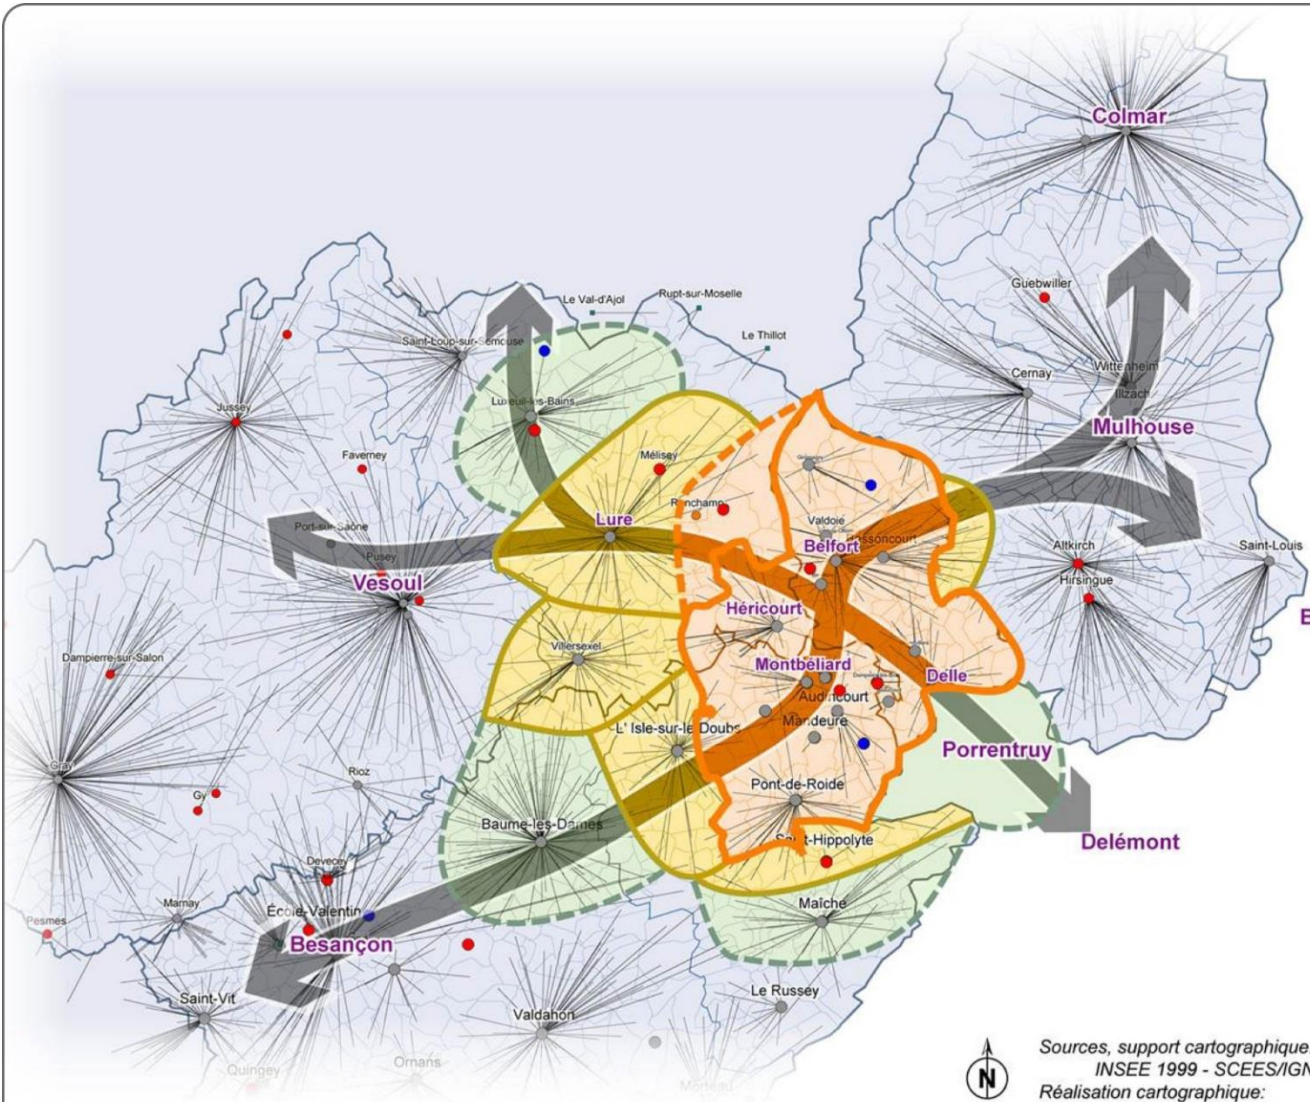 Colmar
Guebwiller
Le Val-d'Ajol
Rupt-sur-Moselle
Le Thillot
Saint-Loup-sur-Semouse
Wittenheim
Cernay
Illzach
Luxeuil-les-Bains
Jussey
Mulhouse
Faverney
Mélisey
Ronchamp
Lure
Valdoie
Port-sur-Saône
Belfort
Bessoncourt
Altkirch
Saint-Louis
Pusey
Vesoul
Hirsingue
Héricourt
B
Villersexel
Dampierre-sur-Salon
Montbéliard
Delle
Audincourt
Mandeure
L' Isle-sur-le Doubs
Porrentruy
Gray
Rioz
Pont-de-Roide
Gy
Baume-les-Dames
Saint-Hippolyte
Delémont
Devecey
Marnay
École-Valentin
Maîche
Pesmes
Besançon
Saint-Vit
Le Russey
Valdahon
Ornans
Quingey
Morteau
N
Sources, support cartographique
INSEE 1999 - SCEES/IGN
Réalisation cartographique: